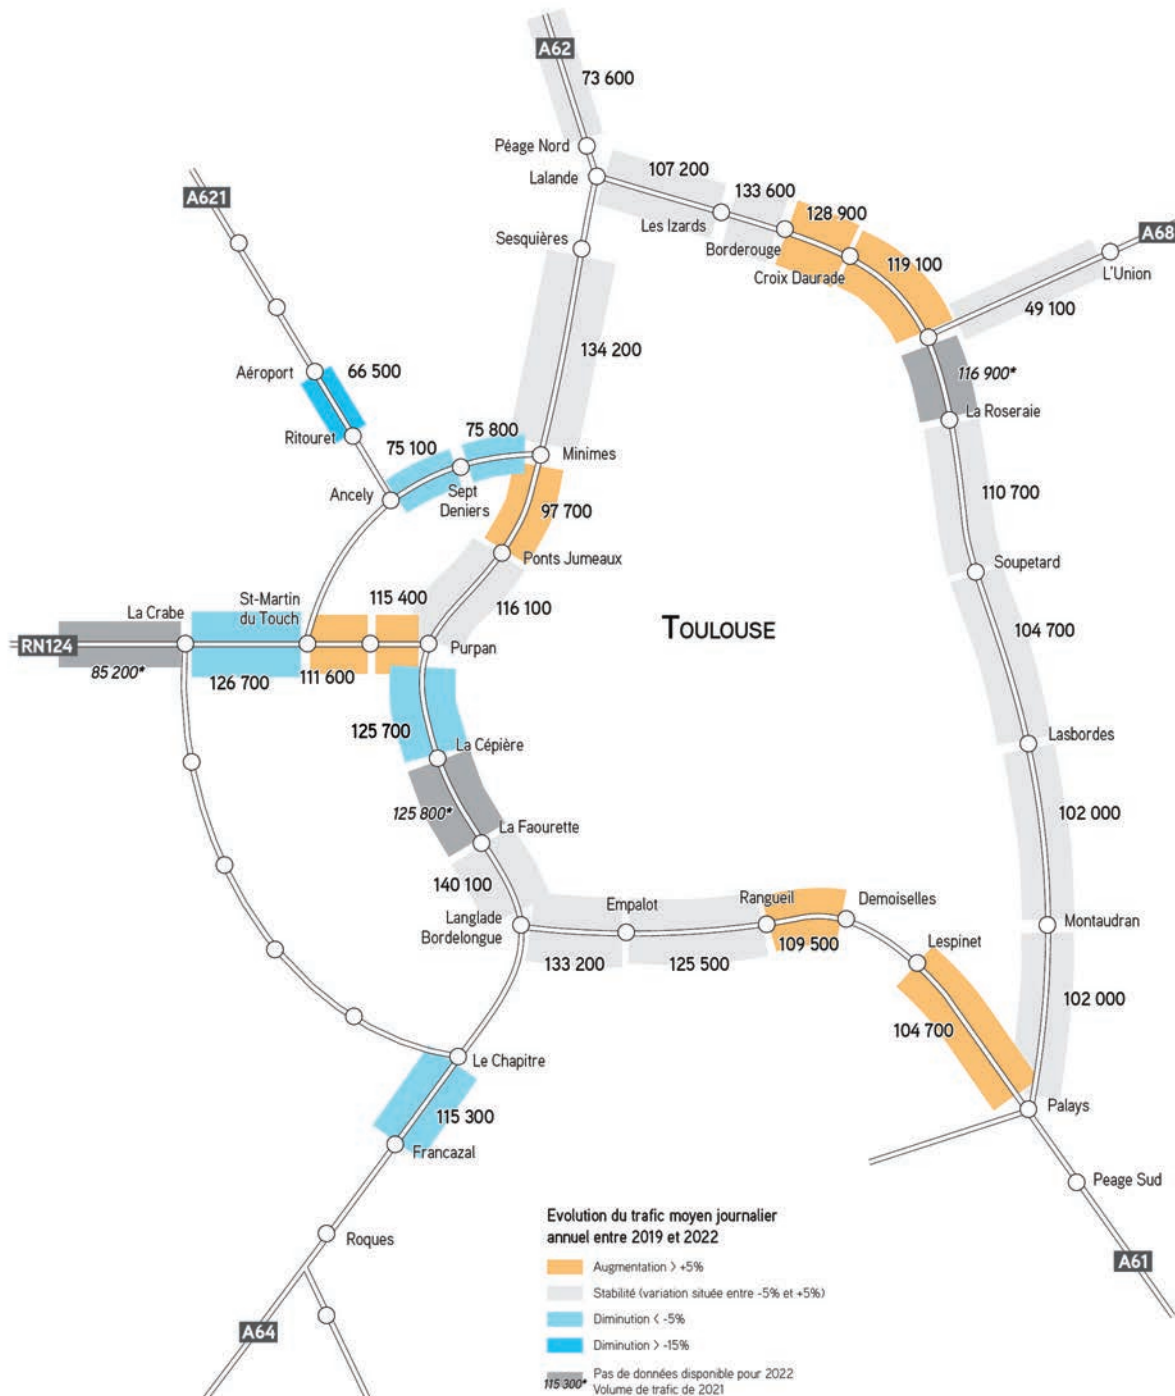 A62
73 600
Péage Nord
Lalande
107 200
133 600
128 900
A621
Les Izards
Borderouge
Croix Daurade
119 100
A68
L'Union
49 100
Sesquières
134 200
116 900*
La Roseraie
Aéroport
66 500
Ritouret
75 100
75 800
Minimes
Ancely
Sept
Deniers
97 700
110 700
Ponts Jumeaux
Soupetard
La Crabe
St-Martin
du Touch
115 400
116 100
TOULOUSE
104 700
RN124
Purpan
85 200*
126 700
111 600
125 700
La Cépière
Lasbordes
125 800*
La Faourette
102 000
140 100
Langlade
Bordelongue
Empalot
Rangueil
Demoiselles
Montaudran
133 200
125 500
109 500
Lespinet
102 000
104 700
Le Chapitre
115 300
Francazal
Palays
Peage Sud
Roques
A61
A64
Evolution du trafic moyen journalier
annuel entre 2019 et 2022
Augmentation > +5%
Stabilité (variation située entre -5% et +5%)
Diminution < -5%
Diminution > -15%
115 300*
Pas de données disponible pour 2022
Volume de trafic de 2021